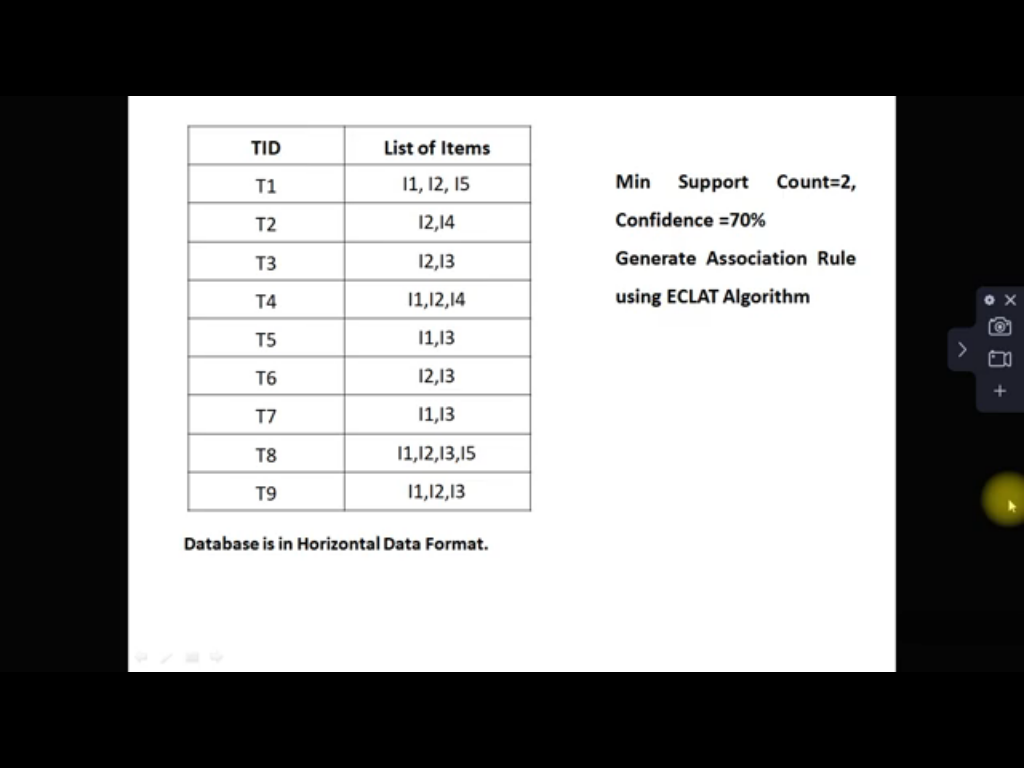 TID List of Items
T1 I1, I2, I5
T2 I2,I4
T3 I2,I3
T4 I1,I2,I4
T5 I1,I3
T6 I2,I3
T7 I1,I3
T8 I1,I2,I3,I5
T9 I1,I2,I3
Database is in Horizontal Data Format.
Min Support Count=2,
Confidence =70%
Generate Association Rule
using ECLAT Algorithm